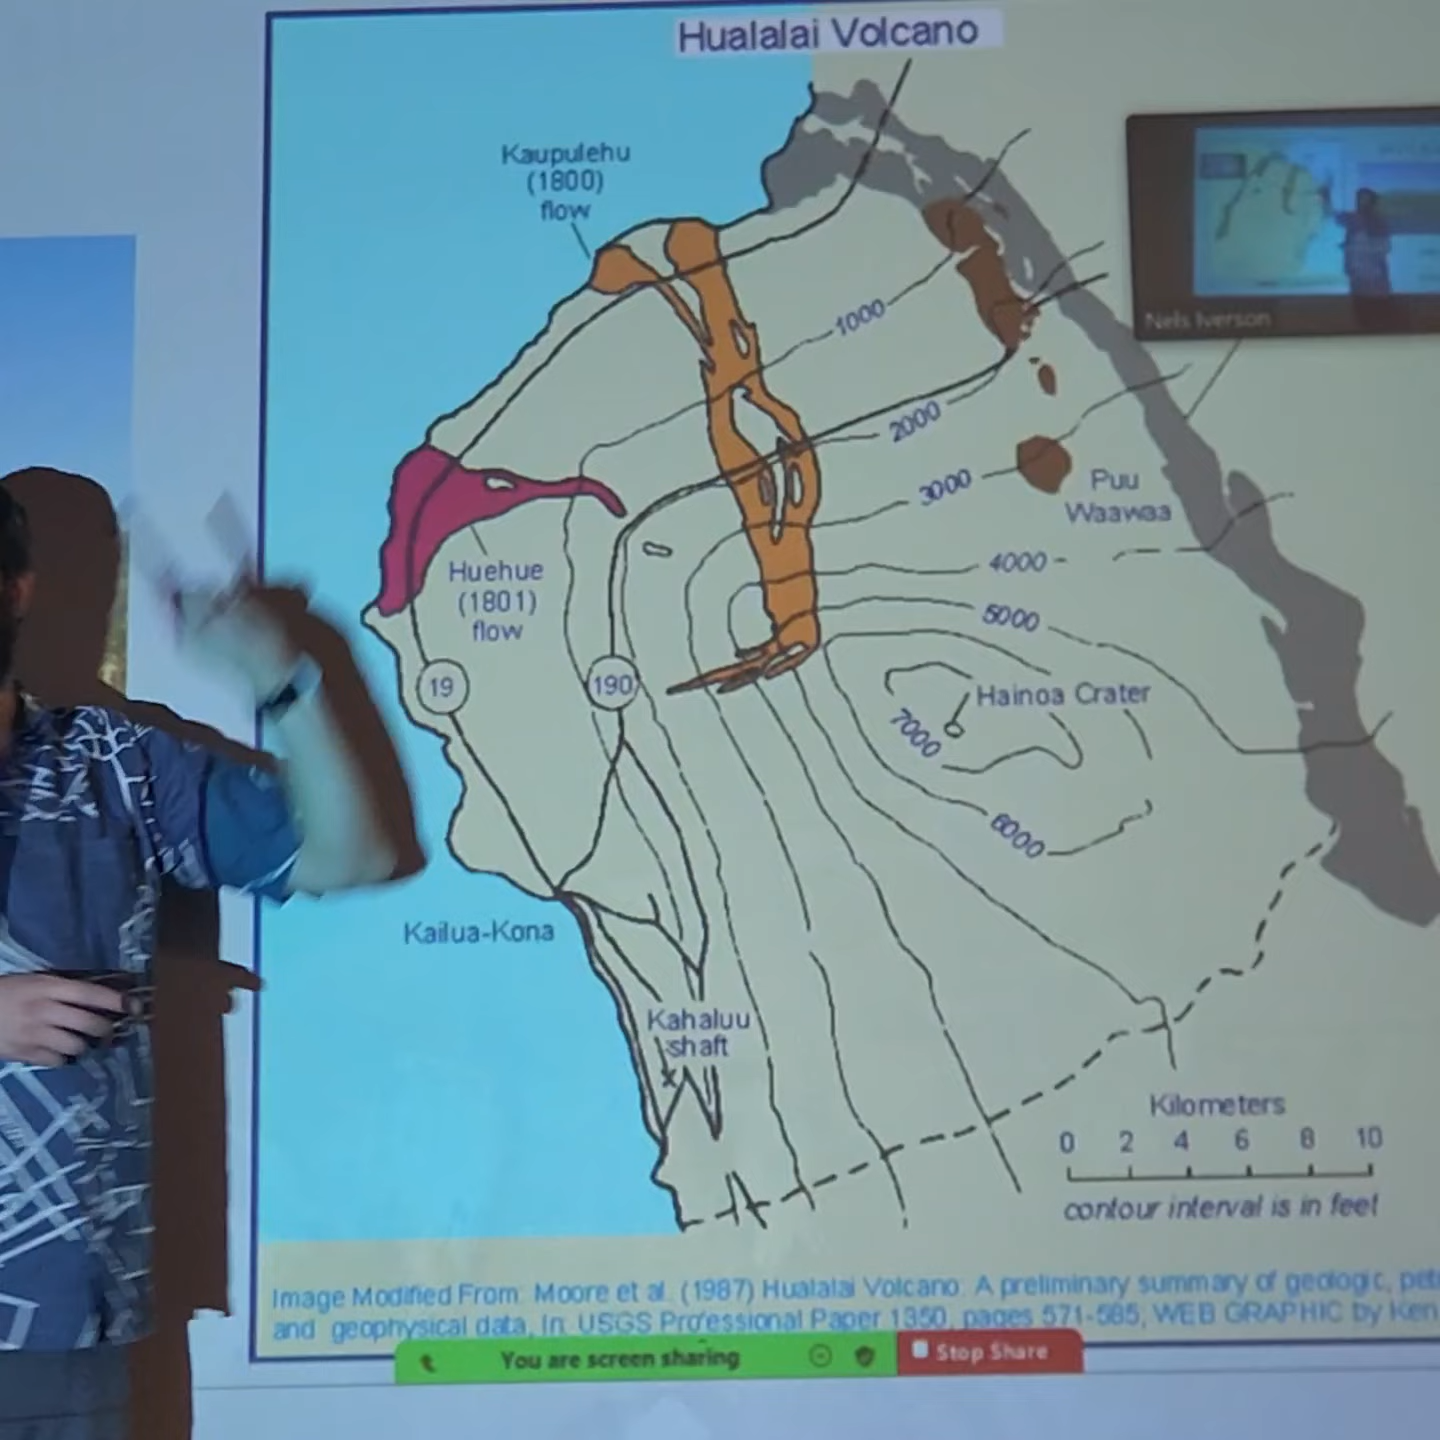 Hualalai Volcano
Kaupulehu
(1800)
flow
Nels Iverson
1000
2000
3000
Puu
Waawaa
4000
5000
Huehue
(1801)
flow
19
190
Hainoa Crater
7000
6000
Kailua-Kona
Kahaluu
shaft
x
Kilometers
0 2 4 6 8 10
contour interval is in feet
Image Modified From: Moore et al. (1987) Hualalai Volcano: A preliminary summary of geologic,
and geophysical data, In: USGS Professional Paper 1350, pages 571-585; WEB GRAPHIC by Ken
You are screen sharing
Stop Share